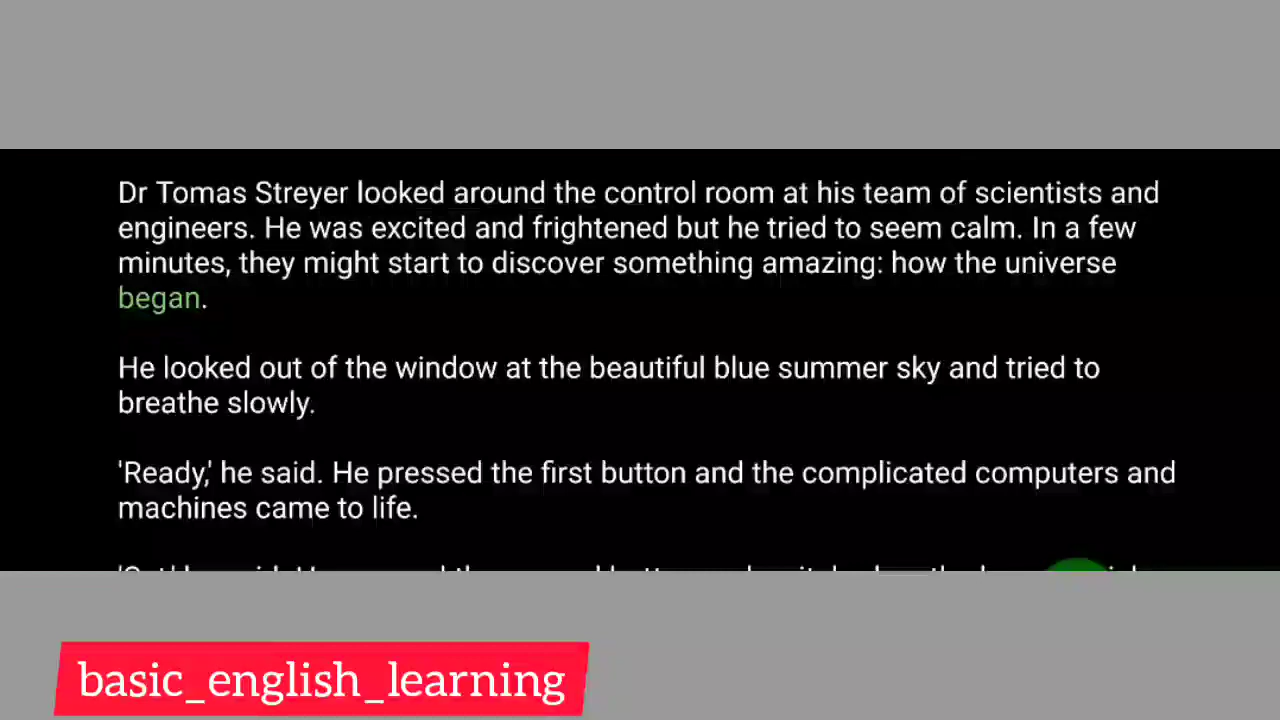 Dr Tomas Streyer looked around the control room at his team of scientists and
engineers. He was excited and frightened but he tried to seem calm. In a few
minutes, they might start to discover something amazing: how the universe
began.
He looked out of the window at the beautiful blue summer sky and tried to
breathe slowly.
'Ready,' he said. He pressed the first button and the complicated computers and
machines came to life.
basic_english_learning